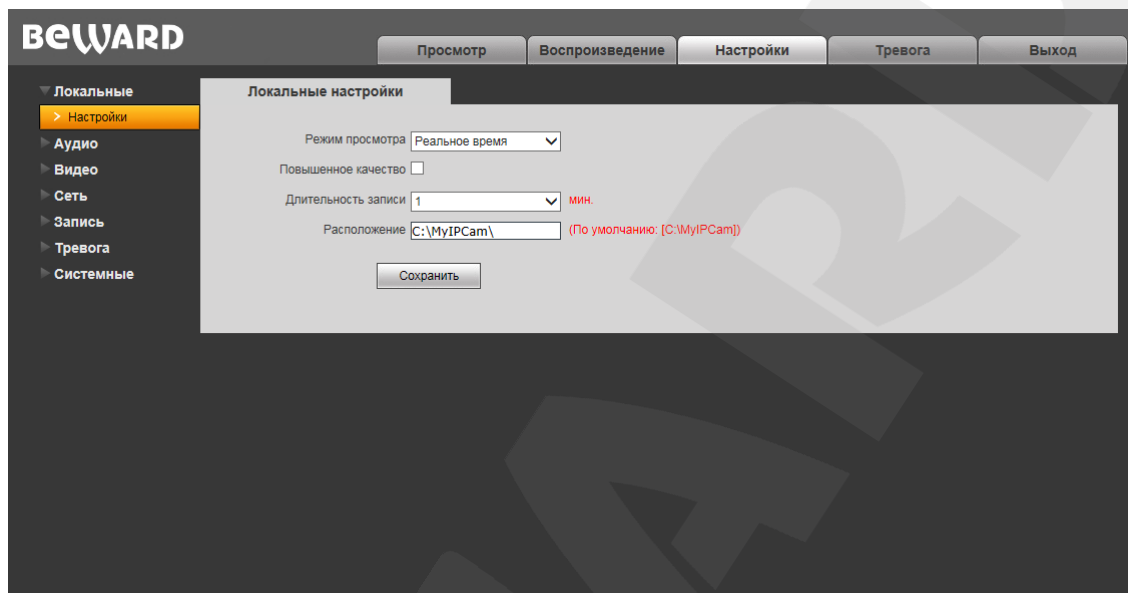 BEWARD
Просмотр Воспроизведение Настройки Тревога Выход
Локальные
> Настройки
Аудио
Видео
Сеть
Запись
Тревога
Системные
Локальные настройки
Режим просмотра Реальное время
Повышенное качество
Длительность записи 1 мин.
Расположение C:\MyIPCam\ (По умолчанию: [C:\MyIPCam])
Сохранить